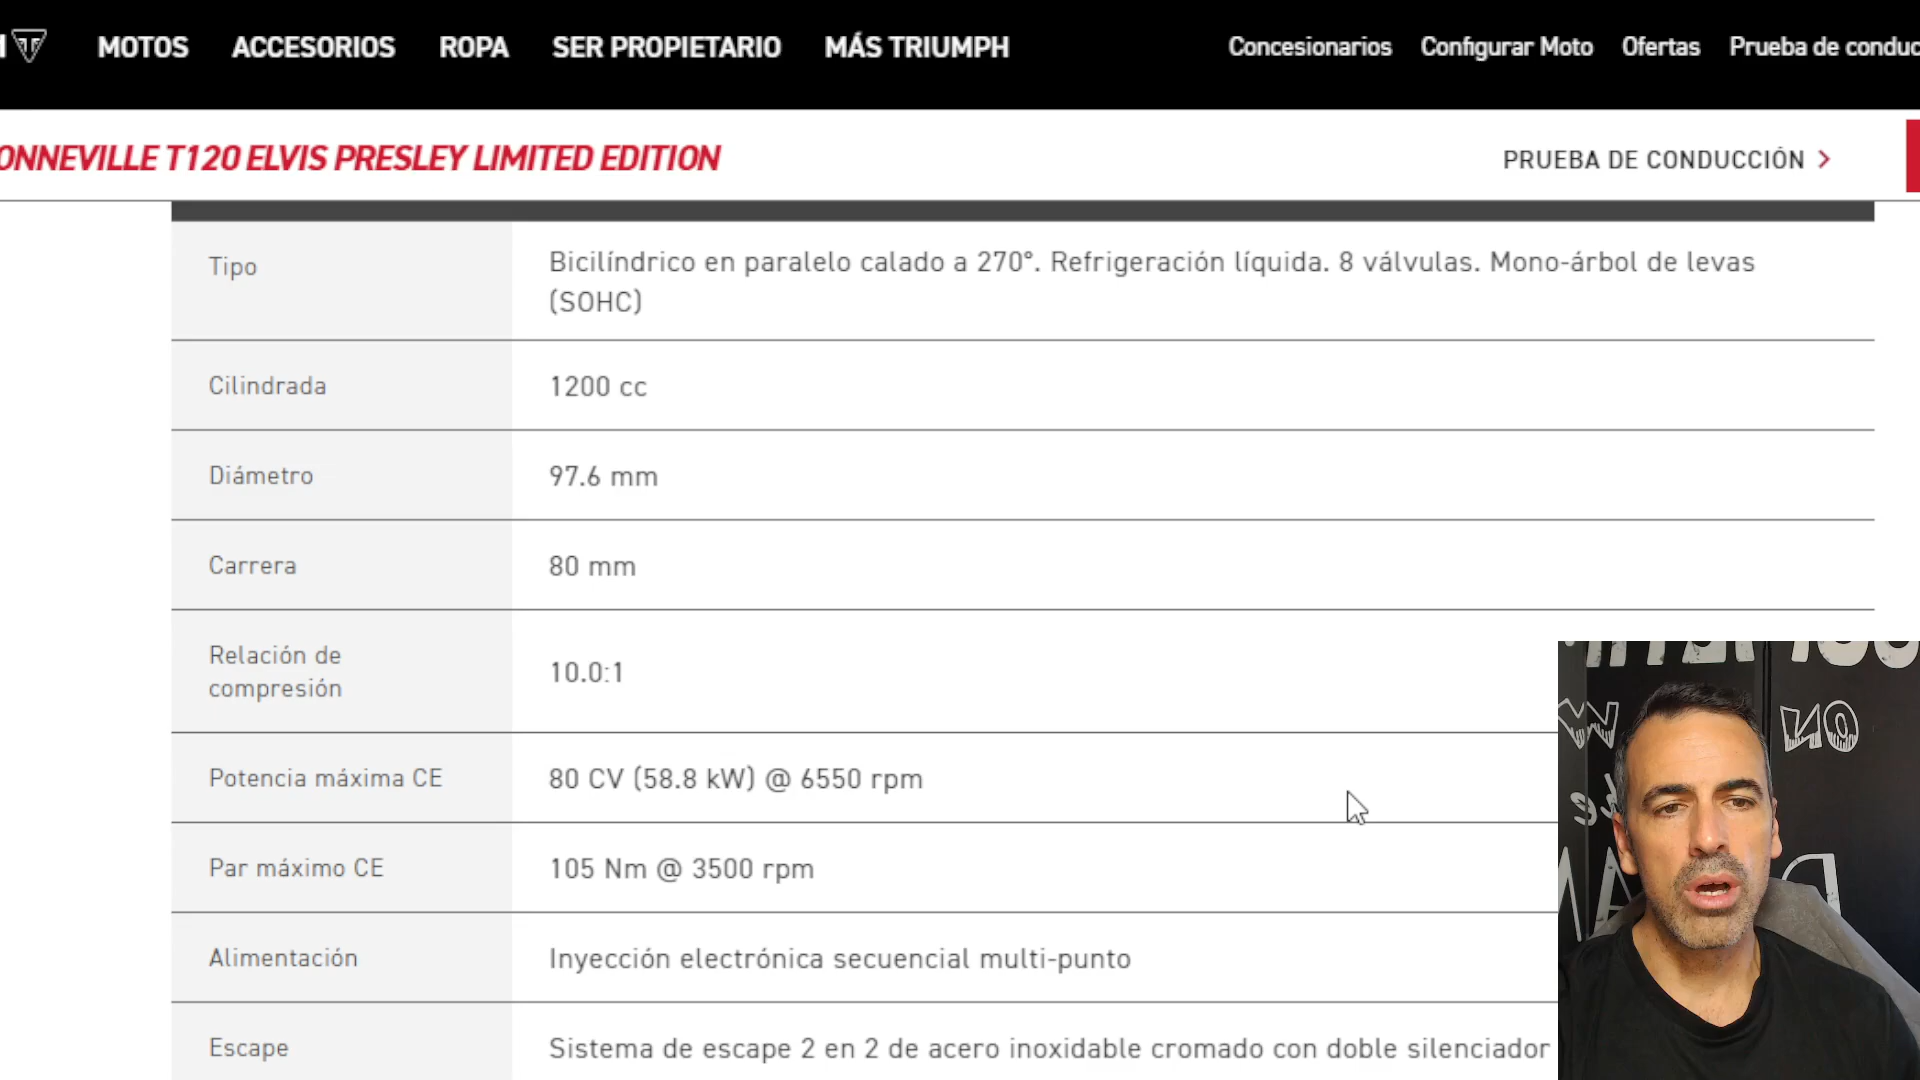 MOTOS ACCESORIOS ROPA SER PROPIETARIO MÁS TRIUMPH Concesionarios Configurar Moto Ofertas Prueba de conduc
ONNEVILLE T120 ELVIS PRESLEY LIMITED EDITION PRUEBA DE CONDUCCIÓN >
Tipo Bicilíndrico en paralelo calado a 270°. Refrigeración líquida. 8 válvulas. Mono-árbol de levas
(SOHC)
Cilindrada 1200 cc
Diámetro 97.6 mm
Carrera 80 mm
Relación de
compresión 10.0:1
Potencia máxima CE 80 CV (58.8 kW) @ 6550 rpm
Par máximo CE 105 Nm @ 3500 rpm
Alimentación Inyección electrónica secuencial multi-punto
Escape Sistema de escape 2 en 2 de acero inoxidable cromado con doble silenciador